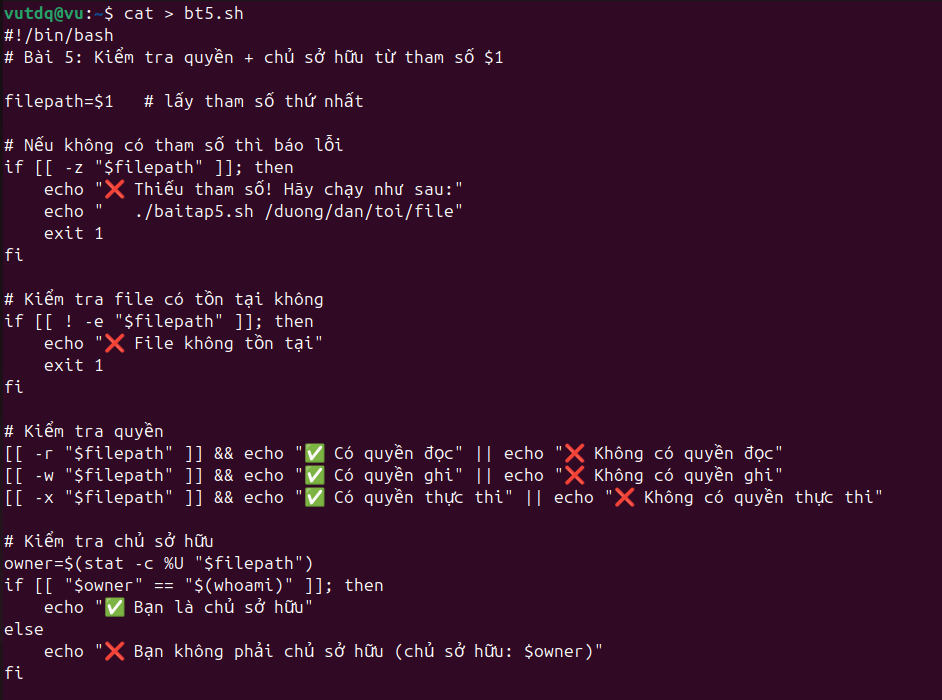 vutdq@vu:~$ cat > bt5.sh
#!/bin/bash
# Bài 5: Kiểm tra quyền + chủ sở hữu từ tham số $1
filepath=$1   # lấy tham số thứ nhất
# Nếu không có tham số thì báo lỗi
if [[ -z "$filepath" ]]; then
    echo "❌ Thiếu tham số! Hãy chạy như sau:"
    echo "   ./baitap5.sh /duong/dan/toi/file"
    exit 1
fi
# Kiểm tra file có tồn tại không
if [[ ! -e "$filepath" ]]; then
    echo "❌ File không tồn tại"
    exit 1
fi
# Kiểm tra quyền
[[ -r "$filepath" ]] && echo "✅ Có quyền đọc" || echo "❌ Không có quyền đọc"
[[ -w "$filepath" ]] && echo "✅ Có quyền ghi" || echo "❌ Không có quyền ghi"
[[ -x "$filepath" ]] && echo "✅ Có quyền thực thi" || echo "❌ Không có quyền thực thi"
# Kiểm tra chủ sở hữu
owner=$(stat -c %U "$filepath")
if [[ "$owner" == "$(whoami)" ]]; then
    echo "✅ Bạn là chủ sở hữu"
else
    echo "❌ Bạn không phải chủ sở hữu (chủ sở hữu: $owner)"
fi